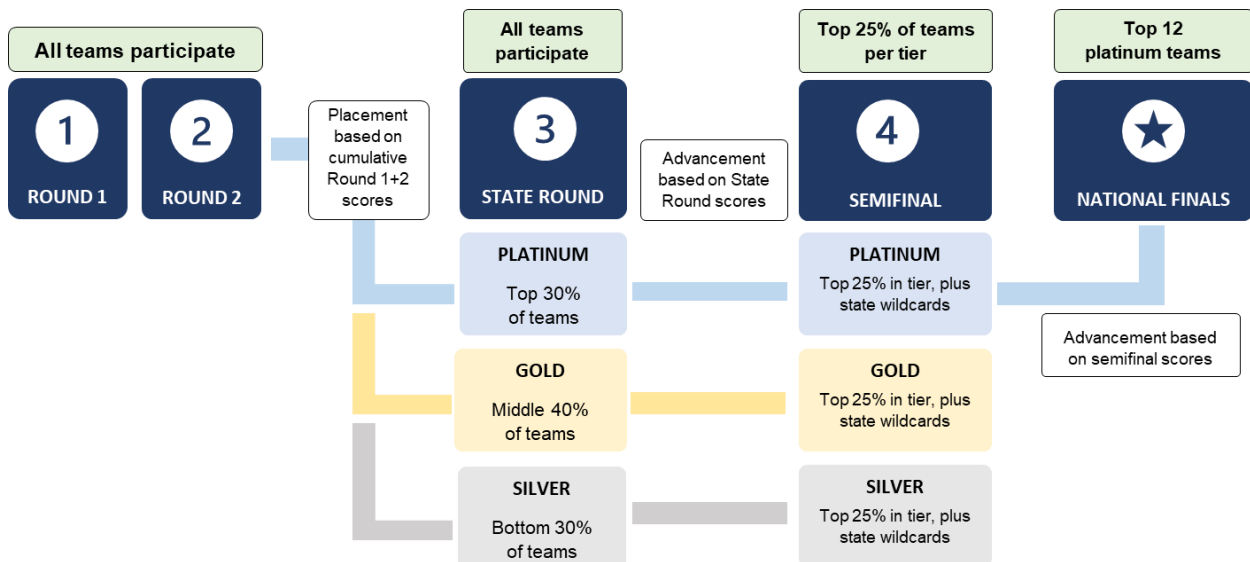 All teams participate
1
ROUND 1
2
ROUND 2
Placement
based on
cumulative
Round 1+2
scores
All teams
participate
3
STATE ROUND
PLATINUM
Top 30%
of teams
GOLD
Middle 40%
of teams
SILVER
Bottom 30%
of teams
Advancement
based on State
Round scores
Top 25% of teams
per tier
4
SEMIFINAL
PLATINUM
Top 25% in tier, plus
state wildcards
GOLD
Top 25% in tier, plus
state wildcards
SILVER
Top 25% in tier, plus
state wildcards
Top 12
platinum teams
NATIONAL FINALS
Advancement based
on semifinal scores